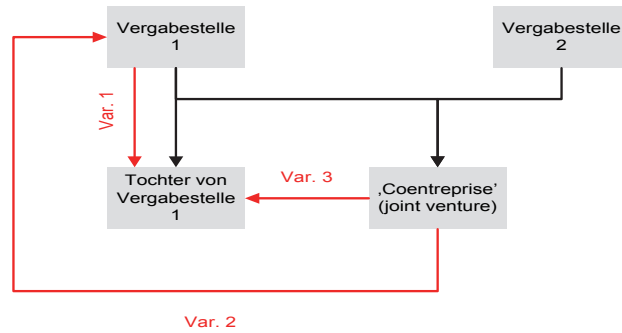 Vergabestelle
1
Vergabestelle
2
Var. 1
Tochter von
Vergabestelle
1
Var. 3
‚Coentreprise’
(joint venture)
Var. 2